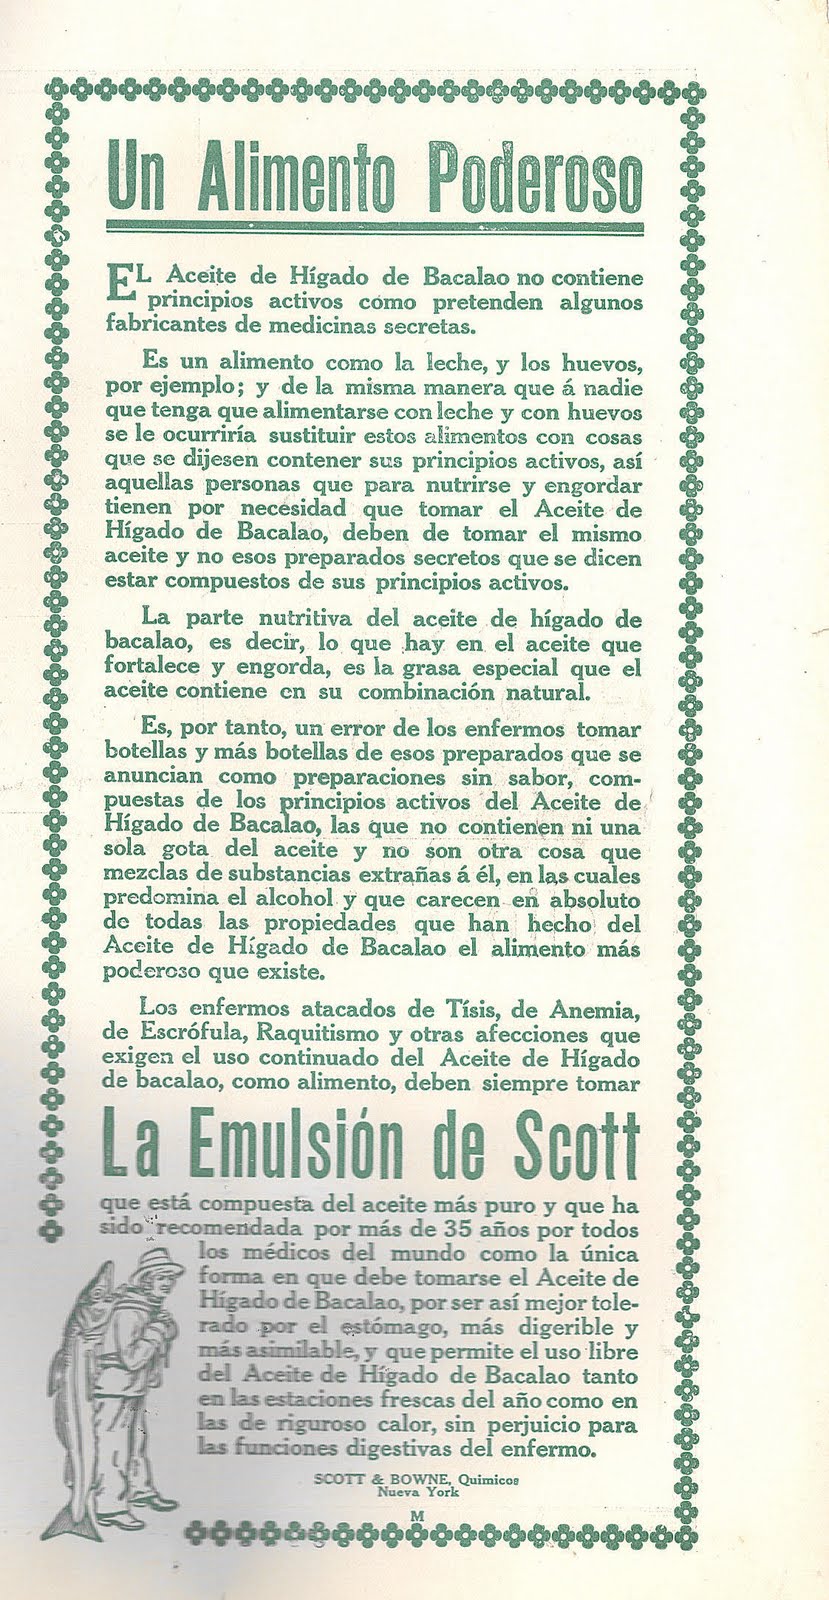 Un Alimento Poderoso
EL Aceite de Hígado de Bacalao no contiene
principios activos como pretenden algunos
fabricantes de medicinas secretas.
Es un alimento como la leche, y los huevos,
por ejemplo; y de la misma manera que á nadie
que tenga que alimentarse con leche y con huevos
se le ocurriría sustituir estos alimentos con cosas
que se dijesen contener sus principios activos, así
aquellas personas que para nutrirse y engordar
tienen por necesidad que tomar el Aceite de
Hígado de Bacalao, deben de tomar el mismo
aceite y no esos preparados secretos que se dicen
estar compuestos de sus principios activos.
La parte nutritiva del aceite de hígado de
bacalao, es decir, lo que hay en el aceite que
fortalece y engorda, es la grasa especial que el
aceite contiene en su combinación natural.
Es, por tanto, un error de los enfermos tomar
botellas y más botellas de esos preparados que se
anuncian como preparaciones sin sabor, com-
puestas de los principios activos del Aceite de
Hígado de Bacalao, las que no contienen ni una
sola gota del aceite y no son otra cosa que
mezclas de substancias extrañas á él, en las cuales
predomina el alcohol y que carecen en absoluto
de todas las propiedades que han hecho del
Aceite de Hígado de Bacalao el alimento más
poderoso que existe.
Los enfermos atacados de Tísis, de Anemia,
de Escrófula, Raquitismo y otras afecciones que
exigen el uso continuado del Aceite de Hígado
de bacalao, como alimento, deben siempre tomar
La Emulsión de Scott
que está compuesta del aceite más puro y que ha
sido recomendada por más de 35 años por todos
los médicos del mundo como la única
forma en que debe tomarse el Aceite de
Hígado de Bacalao, por ser así mejor tole-
rado por el estómago, más digerible y
más asimilable, y que permite el uso libre
del Aceite de Hígado de Bacalao tanto
en las estaciones frescas del año como en
las de riguroso calor, sin perjuicio para
las funciones digestivas del enfermo.
SCOTT & BOWNE, Quimicos
Nueva York
M